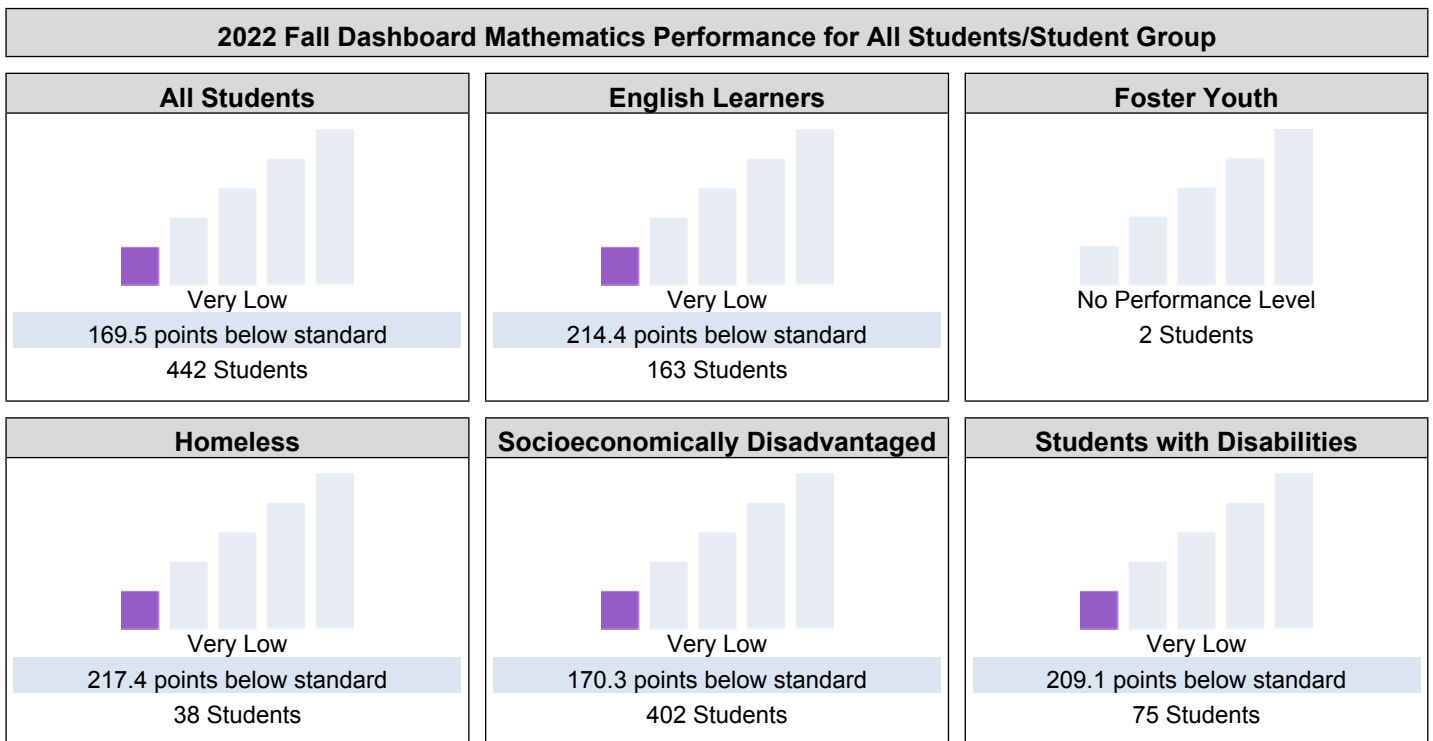 2022 Fall Dashboard Mathematics Performance for All Students/Student Group
All Students
Very Low
169.5 points below standard
442 Students
English Learners
Very Low
214.4 points below standard
163 Students
Foster Youth
No Performance Level
2 Students
Homeless
Very Low
217.4 points below standard
38 Students
Socioeconomically Disadvantaged
Very Low
170.3 points below standard
402 Students
Students with Disabilities
Very Low
209.1 points below standard
75 Students